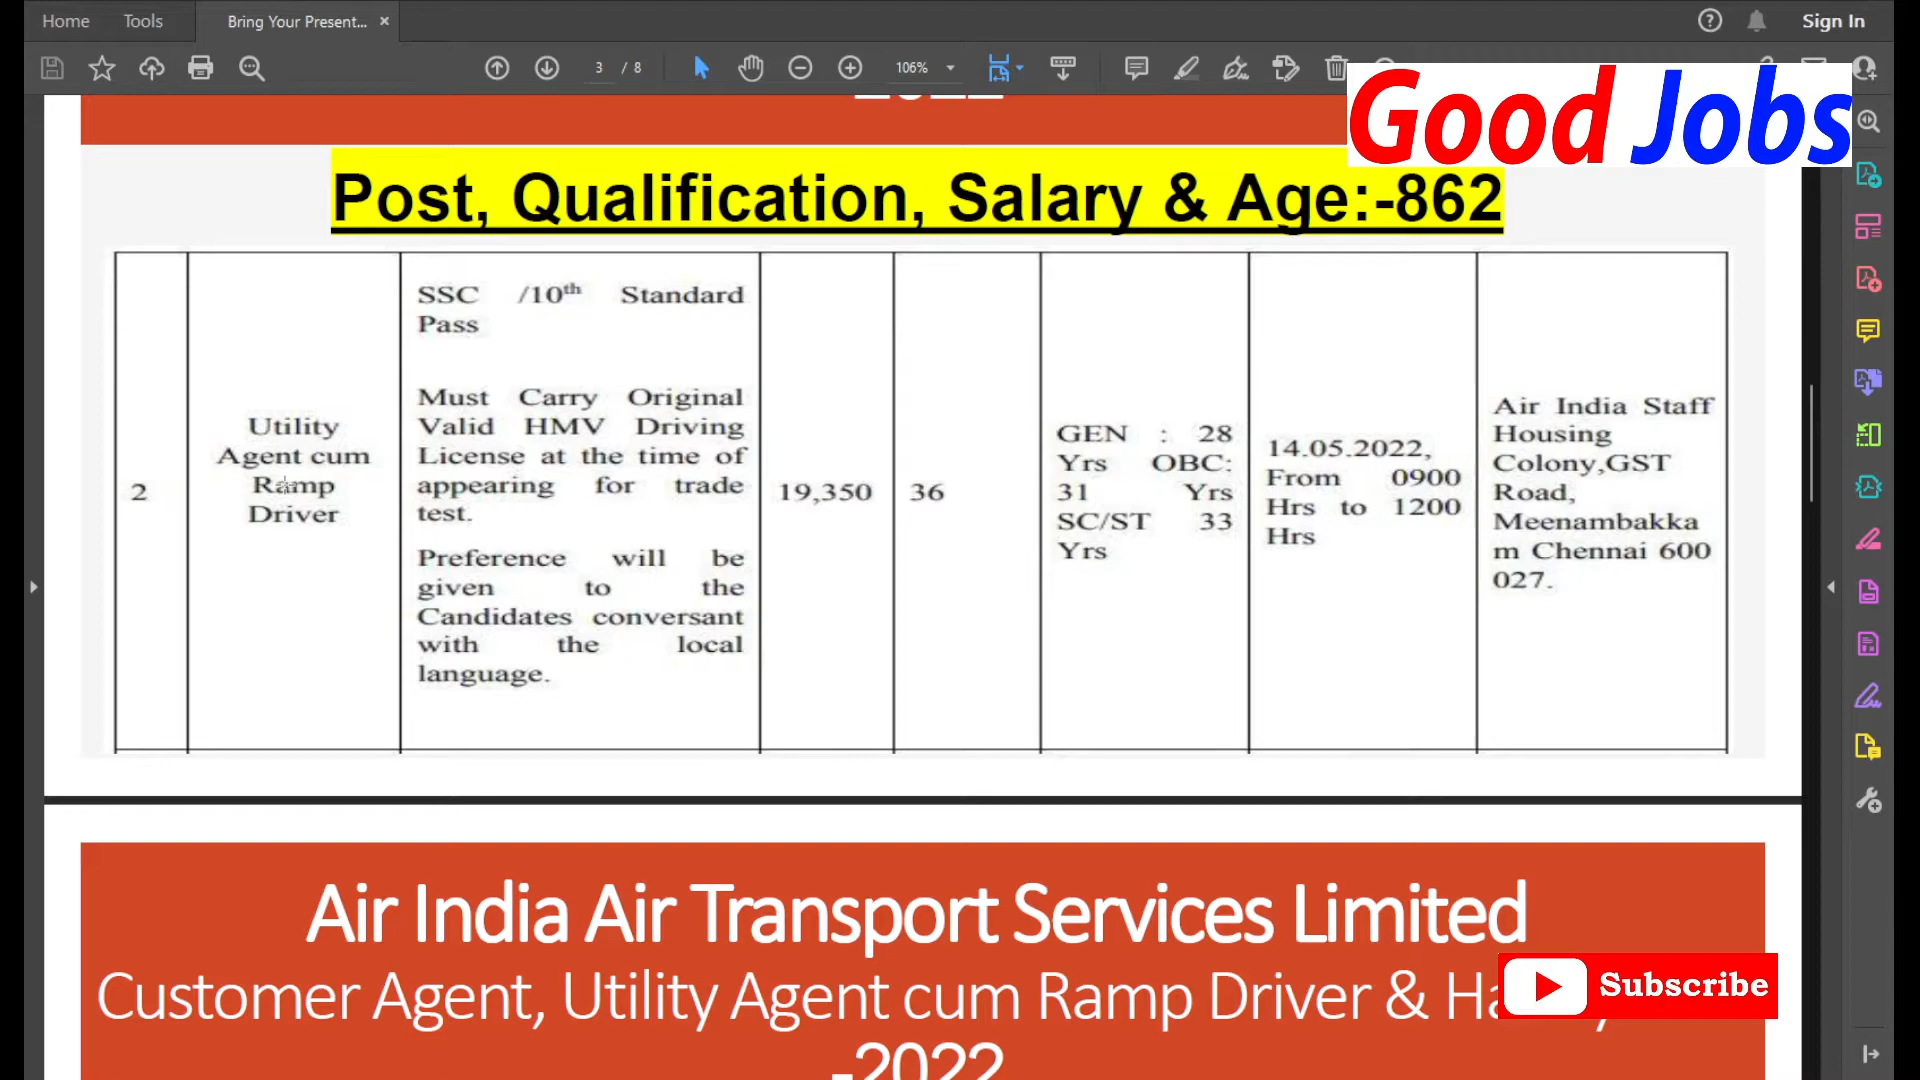 Home Tools Bring Your Present... × Sign In
3 / 8 106%
Good Jobs
Post, Qualification, Salary & Age:-862
2
Utility
Agent cum
Ramp
Driver
SSC /10th Standard
Pass
Must Carry Original
Valid HMV Driving
License at the time of
appearing for trade
test.
Preference will be
given to the
Candidates conversant
with the local
language.
19,350
36
GEN : 28
Yrs OBC:
31 Yrs
SC/ST 33
Yrs
14.05.2022,
From 0900
Hrs to 1200
Hrs
Air India Staff
Housing
Colony,GST
Road,
Meenambakka
m Chennai 600
027.
Air India Air Transport Services Limited
Customer Agent, Utility Agent cum Ramp Driver &
-2022
Subscribe